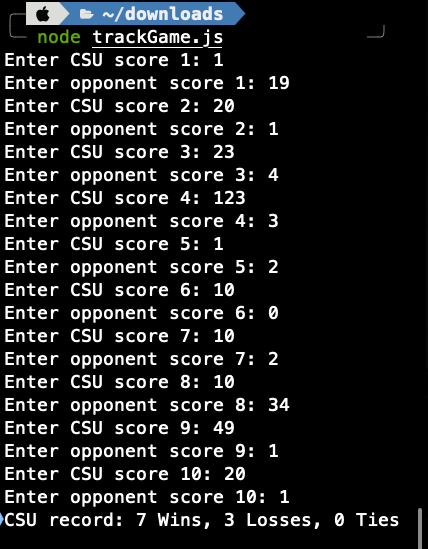 ~/downloads
node trackGame.js
Enter CSU score 1: 1
Enter opponent score 1: 19
Enter CSU score 2: 20
Enter opponent score 2: 1
Enter CSU score 3: 23
Enter opponent score 3: 4
Enter CSU score 4: 123
Enter opponent score 4: 3
Enter CSU score 5: 1
Enter opponent score 5: 2
Enter CSU score 6: 10
Enter opponent score 6: 0
Enter CSU score 7: 10
Enter opponent score 7: 2
Enter CSU score 8: 10
Enter opponent score 8: 34
Enter CSU score 9: 49
Enter opponent score 9: 1
Enter CSU score 10: 20
Enter opponent score 10: 1
CSU record: 7 Wins, 3 Losses, 0 Ties